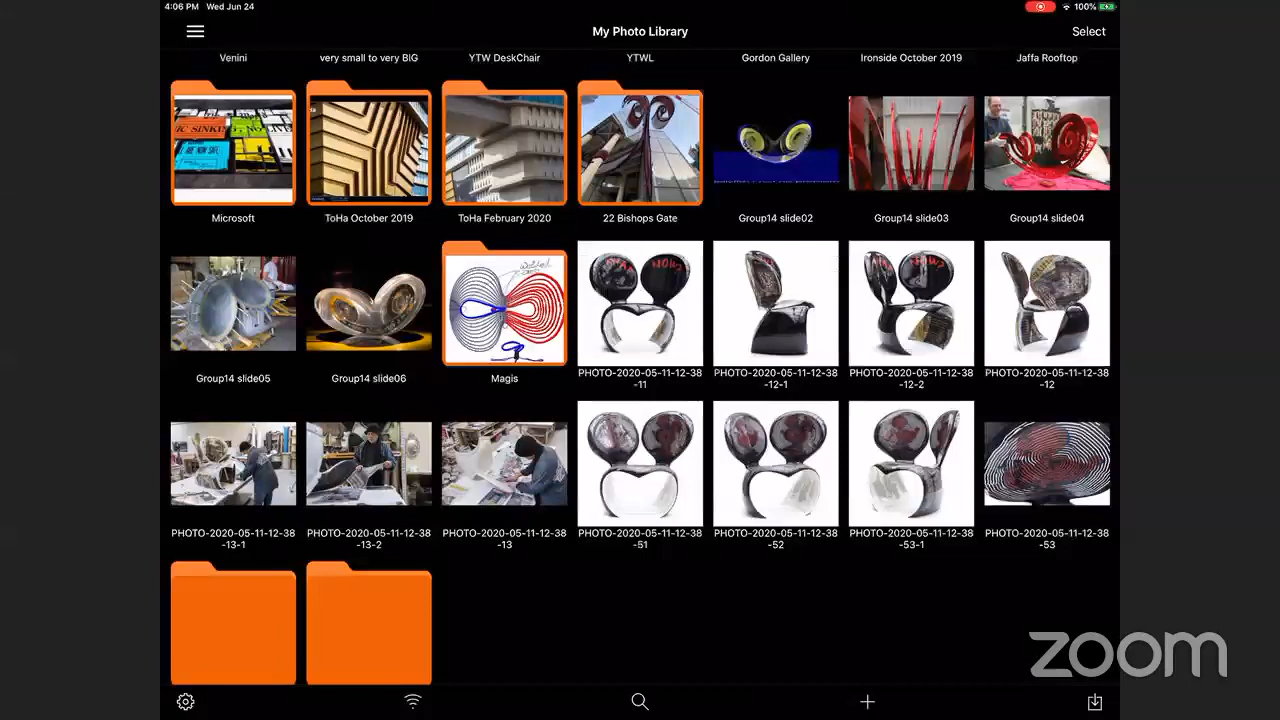 4:06 PM Wed Jun 24
100%
My Photo Library
Select
Venini
very small to very BIG
YTW DeskChair
YTWL
Gordon Gallery
Ironside October 2019
Jaffa Rooftop
Microsoft
ToHa October 2019
ToHa February 2020
22 Bishops Gate
Group14 slide02
Group14 slide03
Group14 slide04
Group14 slide05
Group14 slide06
Magis
PHOTO-2020-05-11-12-38
-11
PHOTO-2020-05-11-12-38
-12-1
PHOTO-2020-05-11-12-38
-12-2
PHOTO-2020-05-11-12-38
-12
PHOTO-2020-05-11-12-38
-13-1
PHOTO-2020-05-11-12-38
-13-2
PHOTO-2020-05-11-12-38
-13
PHOTO-2020-05-11-12-38
-51
PHOTO-2020-05-11-12-38
-52
PHOTO-2020-05-11-12-38
-53-1
PHOTO-2020-05-11-12-38
-53
zoom